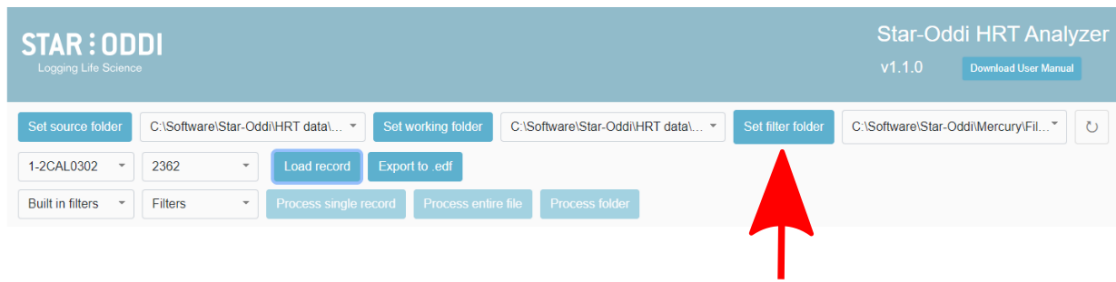 STAR:ODDI
Logging Life Science
Star-Oddi HRT Analyzer
v1.1.0 Download User Manual
Set source folder C:\Software\Star-Oddi\HRT data\... Set working folder C:\Software\Star-Oddi\HRT data\... Set filter folder C:\Software\Star-Oddi\Mercury\Fil...
1-2CAL0302 2362 Load record Export to .edf
Built in filters Filters Process single record Process entire file Process folder